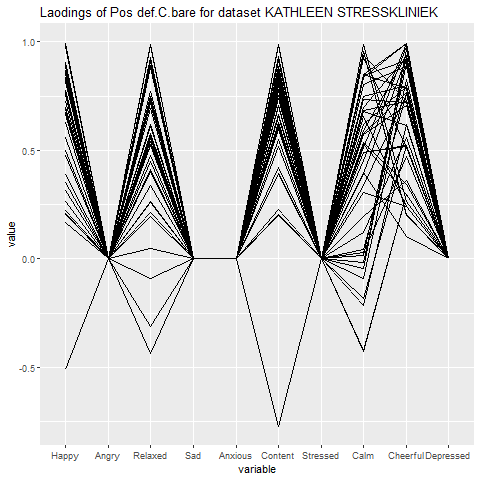 Laodings of Pos def.C.bare for dataset KATHLEEN STRESSKLINIEK
1.0
0.5
0.0
-0.5
value
Happy Angry Relaxed Sad Anxious Content Stressed Calm Cheerful Depressed
variable